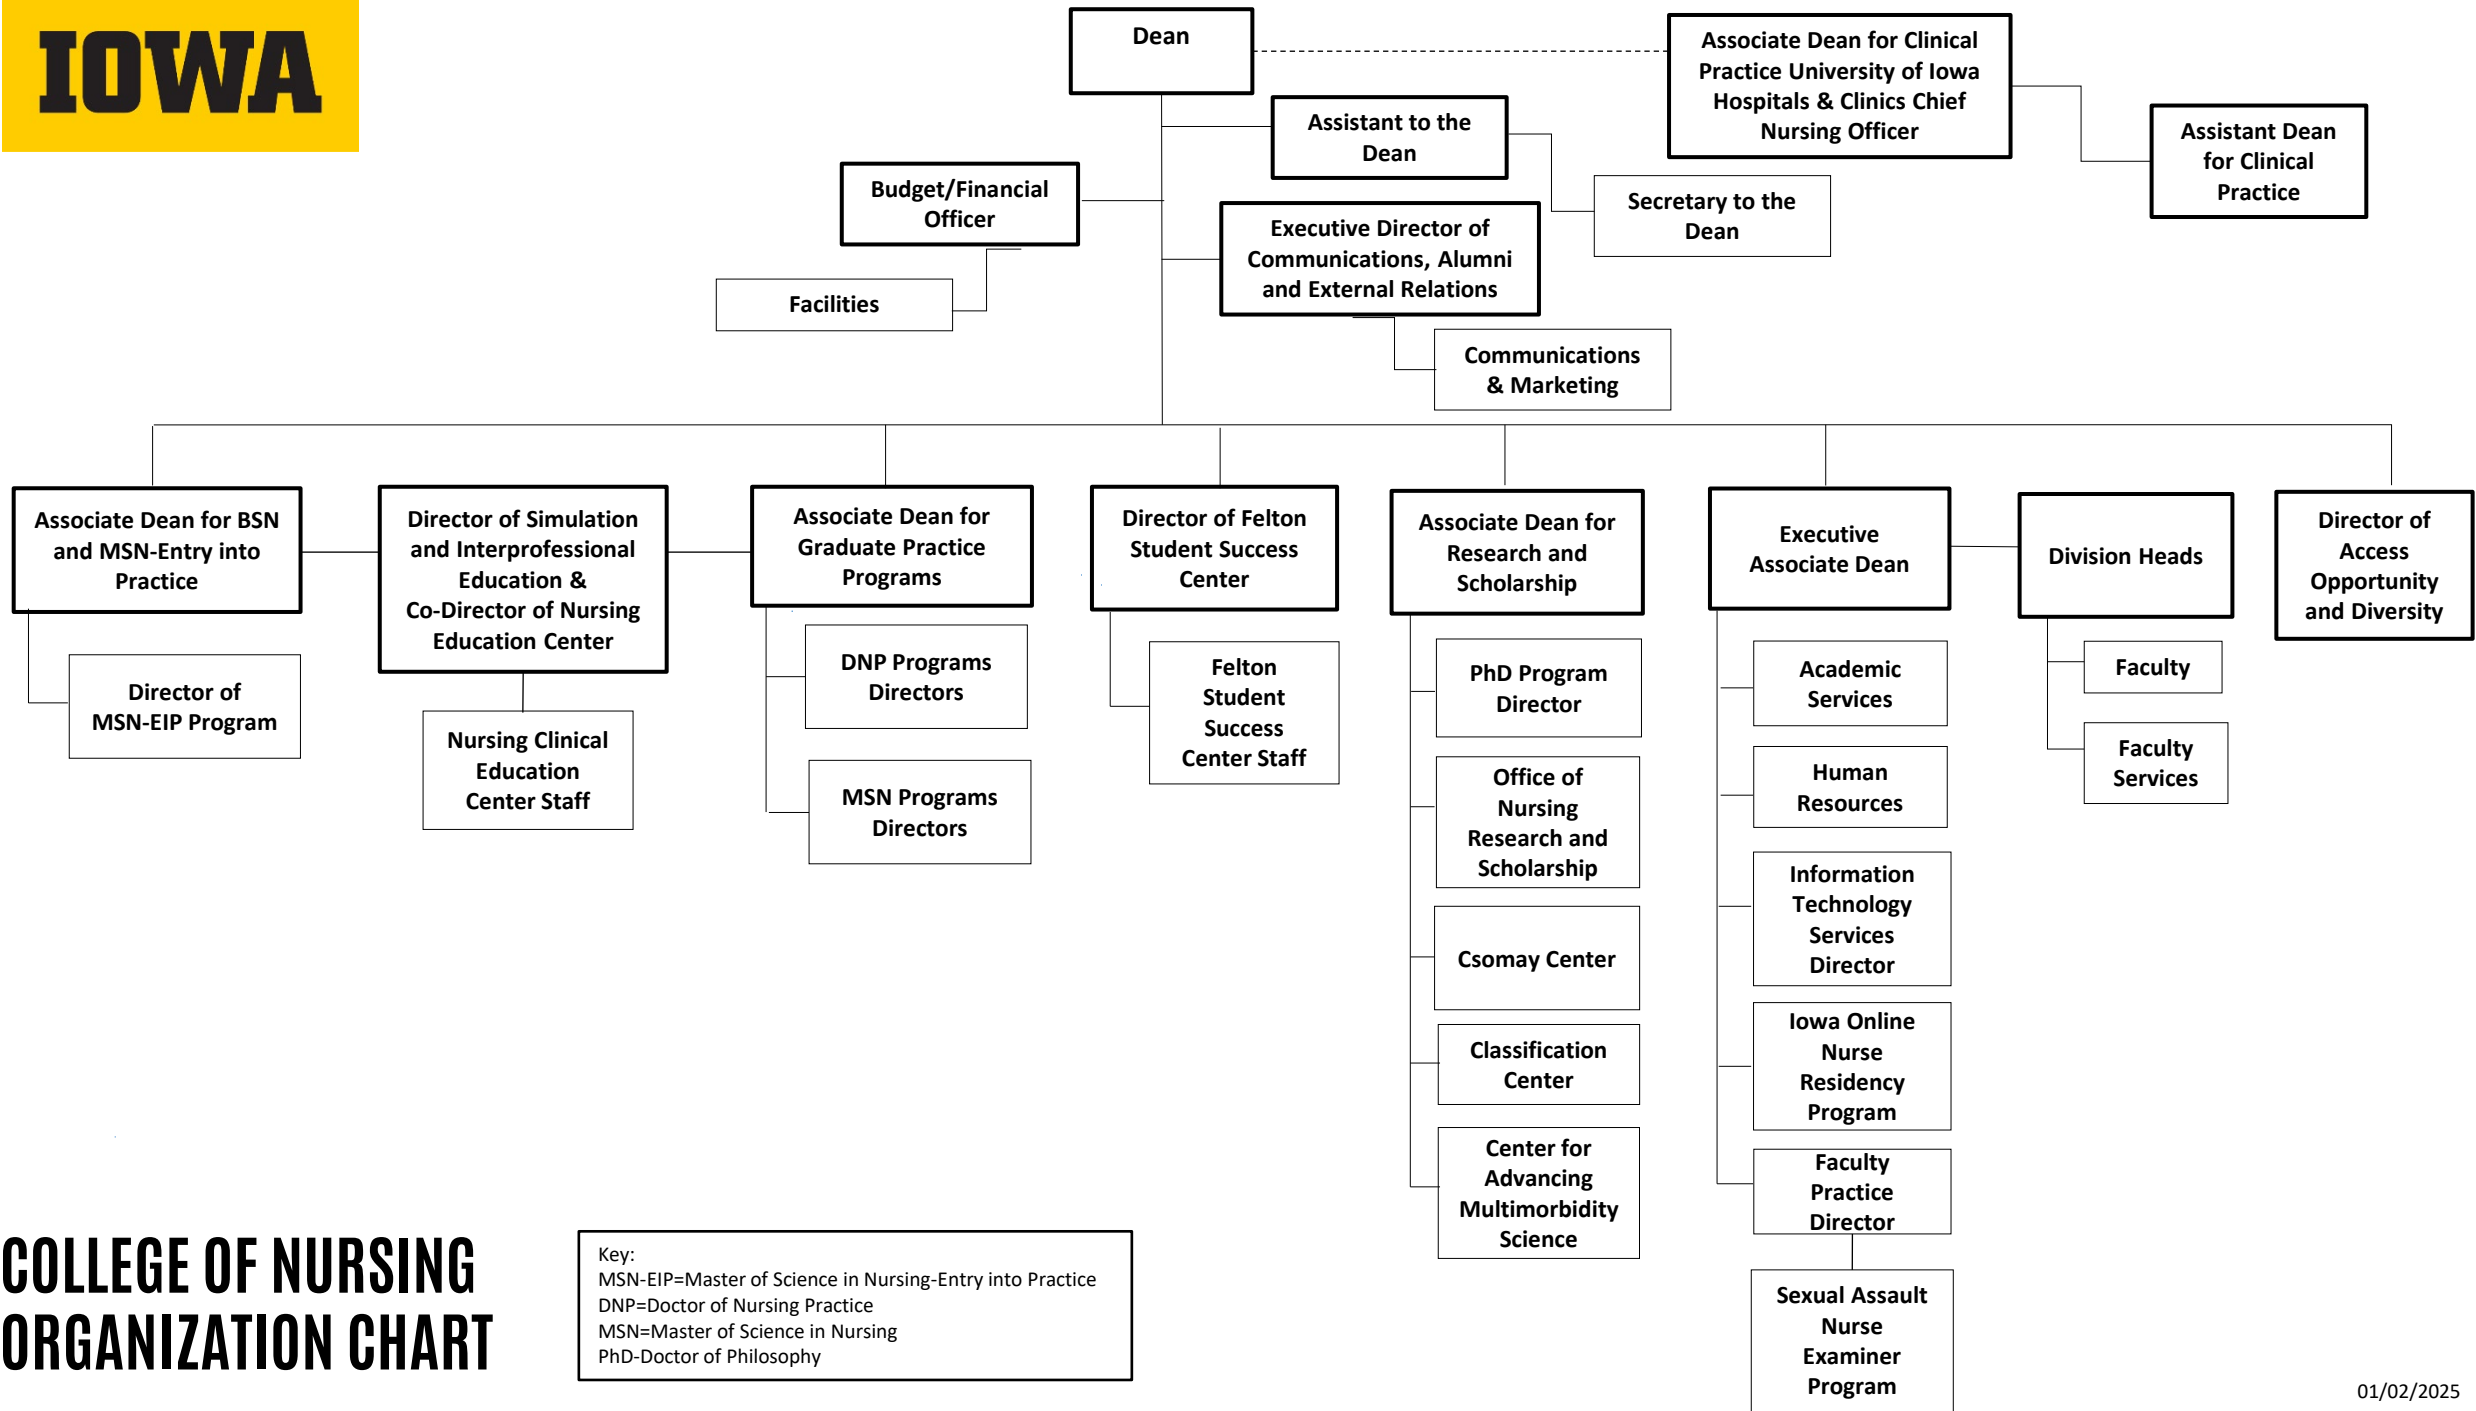 IOWA
Dean
Associate Dean for Clinical
Practice University of Iowa
Hospitals & Clinics Chief
Nursing Officer
Assistant to the
Dean
Assistant Dean
for Clinical
Practice
Budget/Financial
Officer
Secretary to the
Dean
Executive Director of
Communications, Alumni
and External Relations
Facilities
Communications
& Marketing
Associate Dean for BSN
and MSN-Entry into
Practice
Director of
MSN-EIP Program
Director of Simulation
and Interprofessional
Education &
Co-Director of Nursing
Education Center
Nursing Clinical
Education
Center Staff
Associate Dean for
Graduate Practice
Programs
DNP Programs
Directors
MSN Programs
Directors
Director of Felton
Student Success
Center
Felton
Student
Success
Center Staff
Associate Dean for
Research and
Scholarship
PhD Program
Director
Office of
Nursing
Research and
Scholarship
Csomay Center
Classification
Center
Center for
Advancing
Multimorbidity
Science
Executive
Associate Dean
Academic
Services
Human
Resources
Information
Technology
Services
Director
Iowa Online
Nurse
Residency
Program
Faculty
Practice
Director
Sexual Assault
Nurse
Examiner
Program
Division Heads
Faculty
Faculty
Services
Director of
Access
Opportunity
and Diversity
COLLEGE OF NURSING
ORGANIZATION CHART
Key:
MSN-EIP=Master of Science in Nursing-Entry into Practice
DNP=Doctor of Nursing Practice
MSN=Master of Science in Nursing
PhD-Doctor of Philosophy
01/02/2025